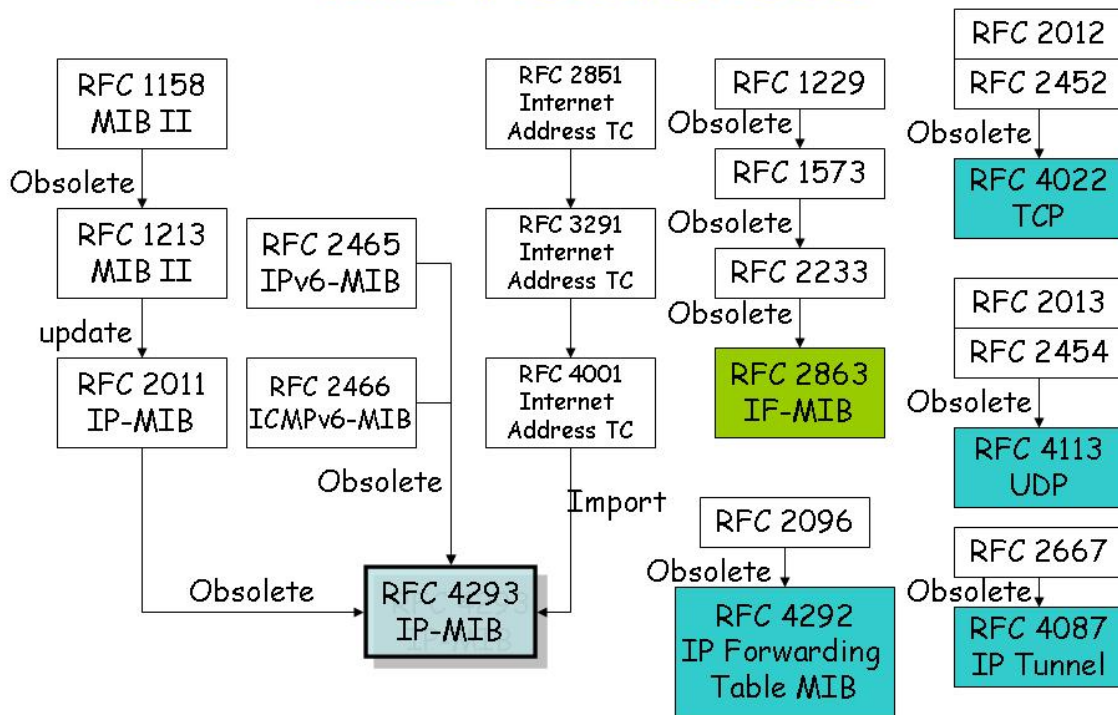 RFC 1158
MIB II
Obsolete
RFC 1213
MIB II
update
RFC 2011
IP-MIB
Obsolete
RFC 2465
IPv6-MIB
RFC 2466
ICMPv6-MIB
Obsolete
RFC 2851
Internet
Address TC
RFC 3291
Internet
Address TC
RFC 4001
Internet
Address TC
Import
RFC 4293
IP-MIB
RFC 1229
Obsolete
RFC 1573
Obsolete
RFC 2233
Obsolete
RFC 2863
IF-MIB
RFC 2096
Obsolete
RFC 4292
IP Forwarding
Table MIB
RFC 2012
RFC 2452
Obsolete
RFC 4022
TCP
RFC 2013
RFC 2454
Obsolete
RFC 4113
UDP
RFC 2667
Obsolete
RFC 4087
IP Tunnel